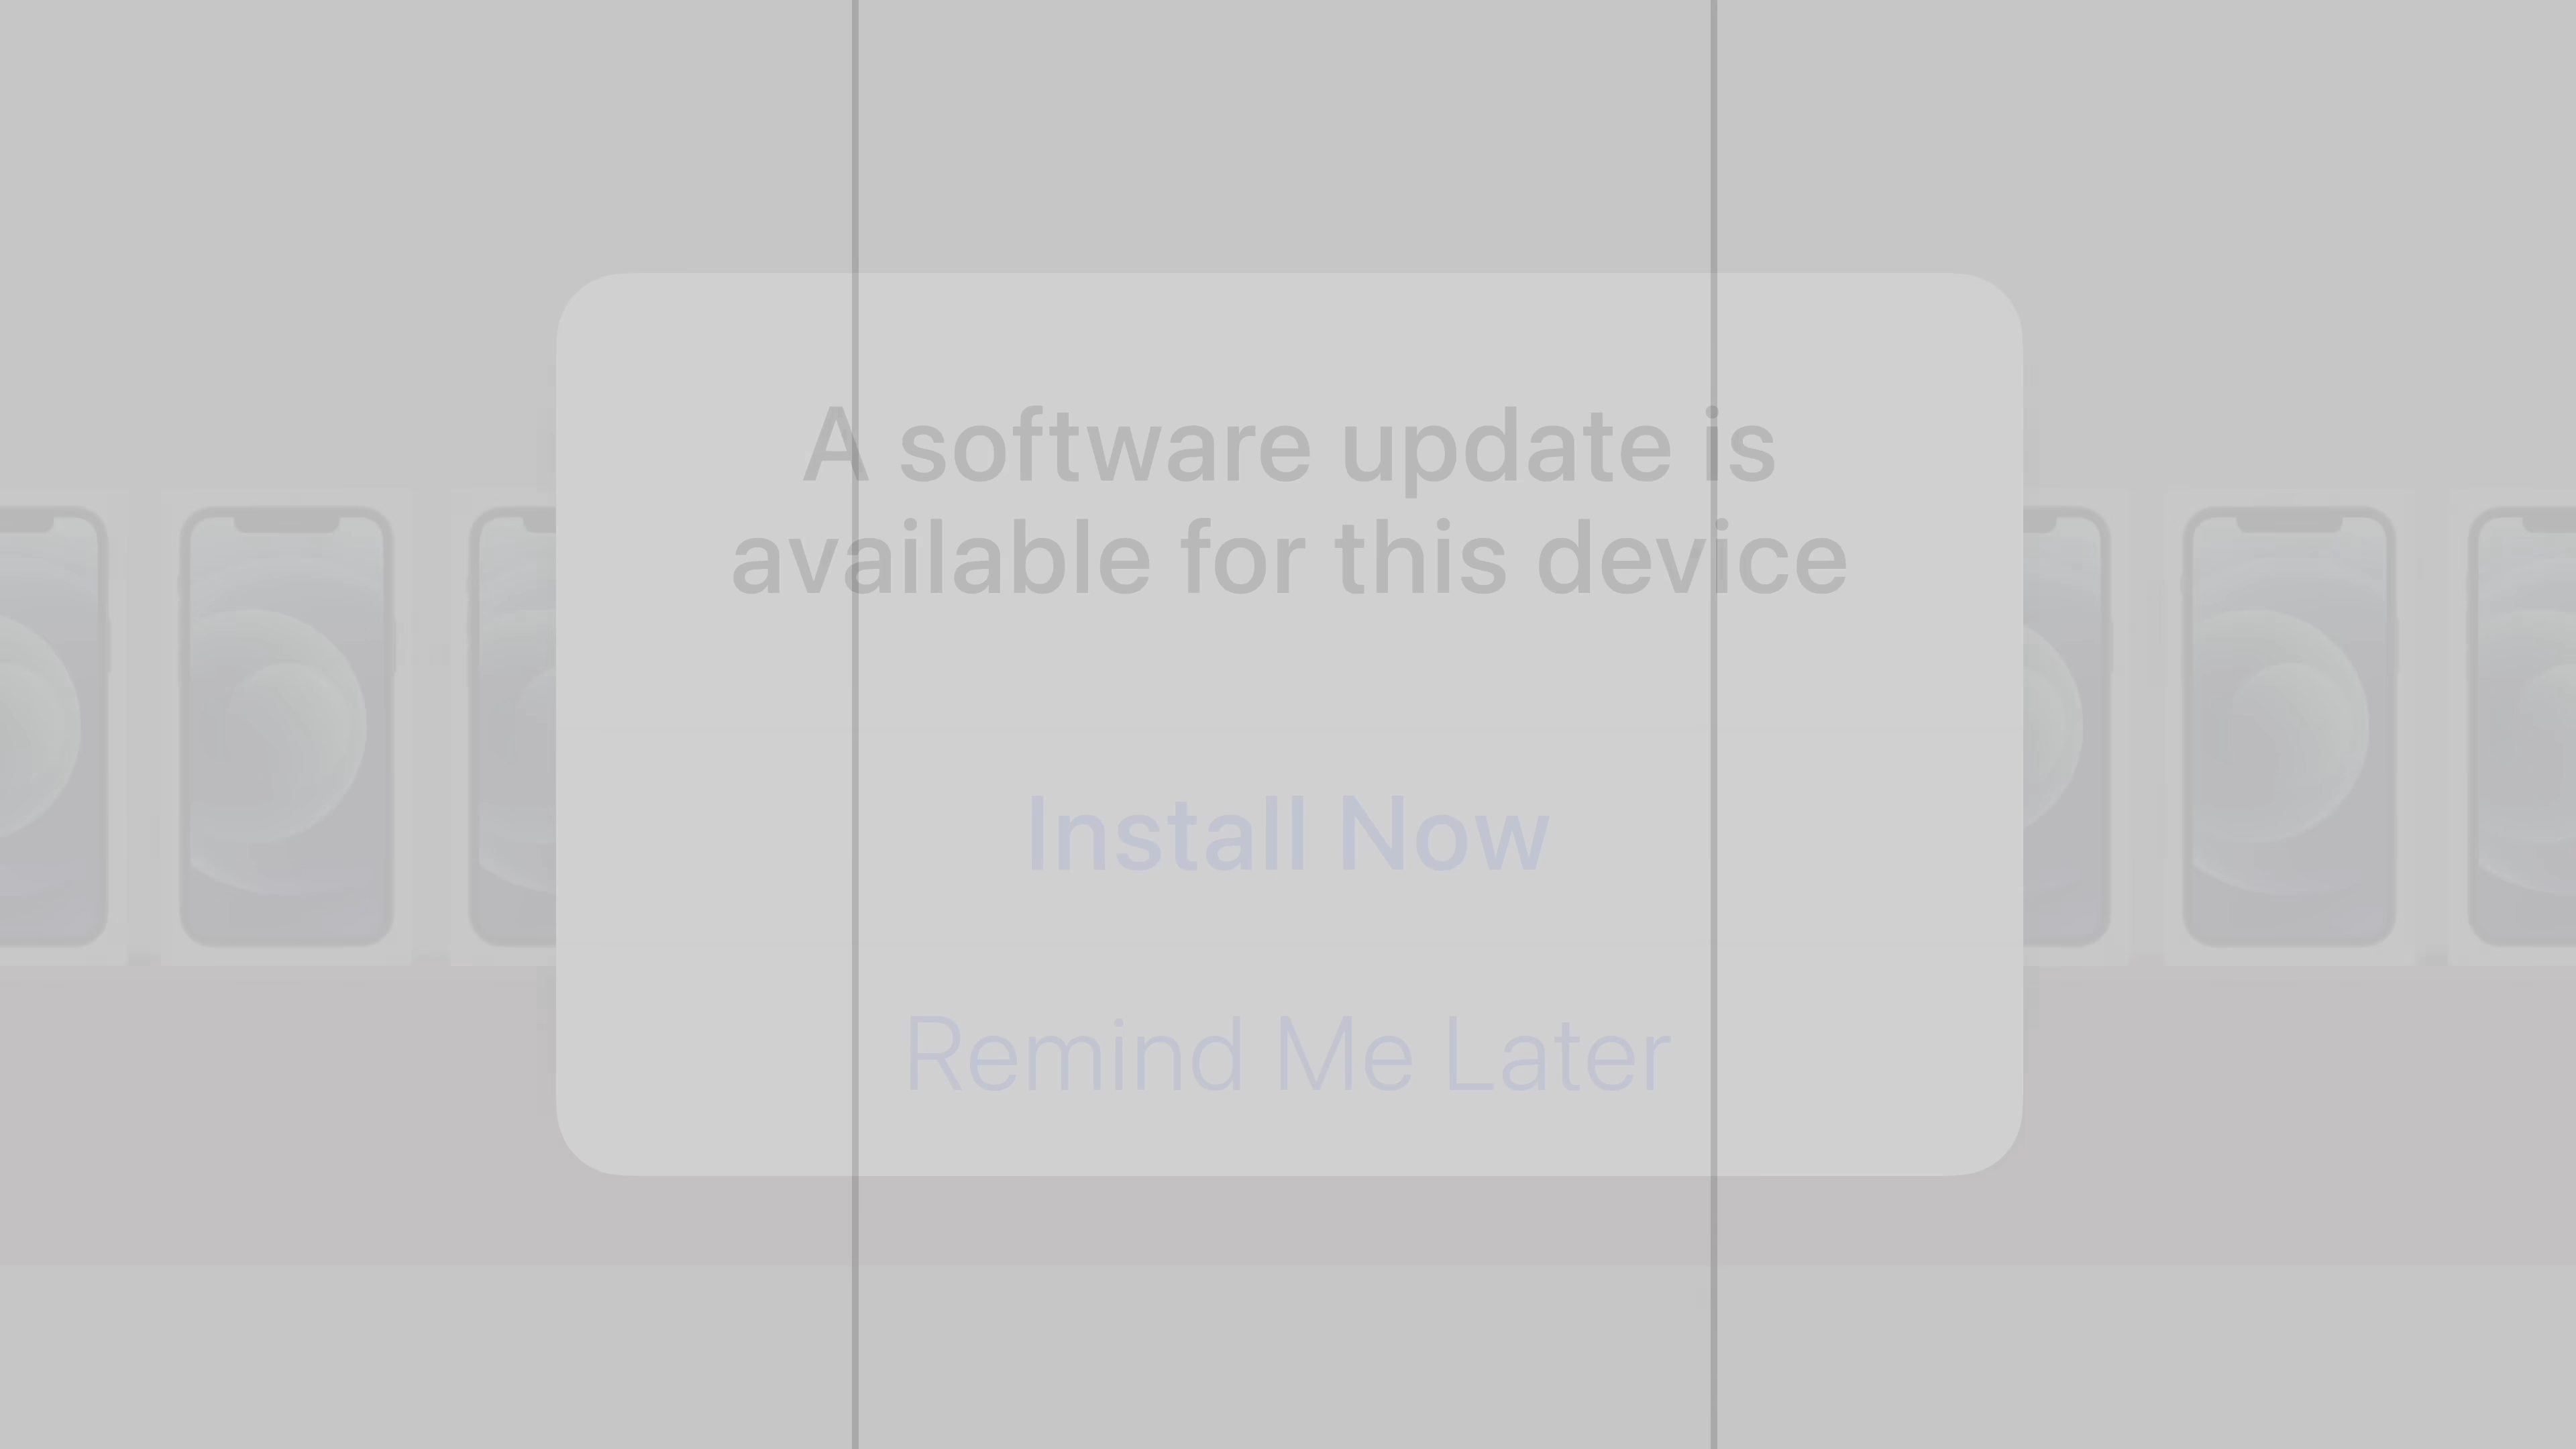 A software update is
available for this device
Install Now
Remind Me Later